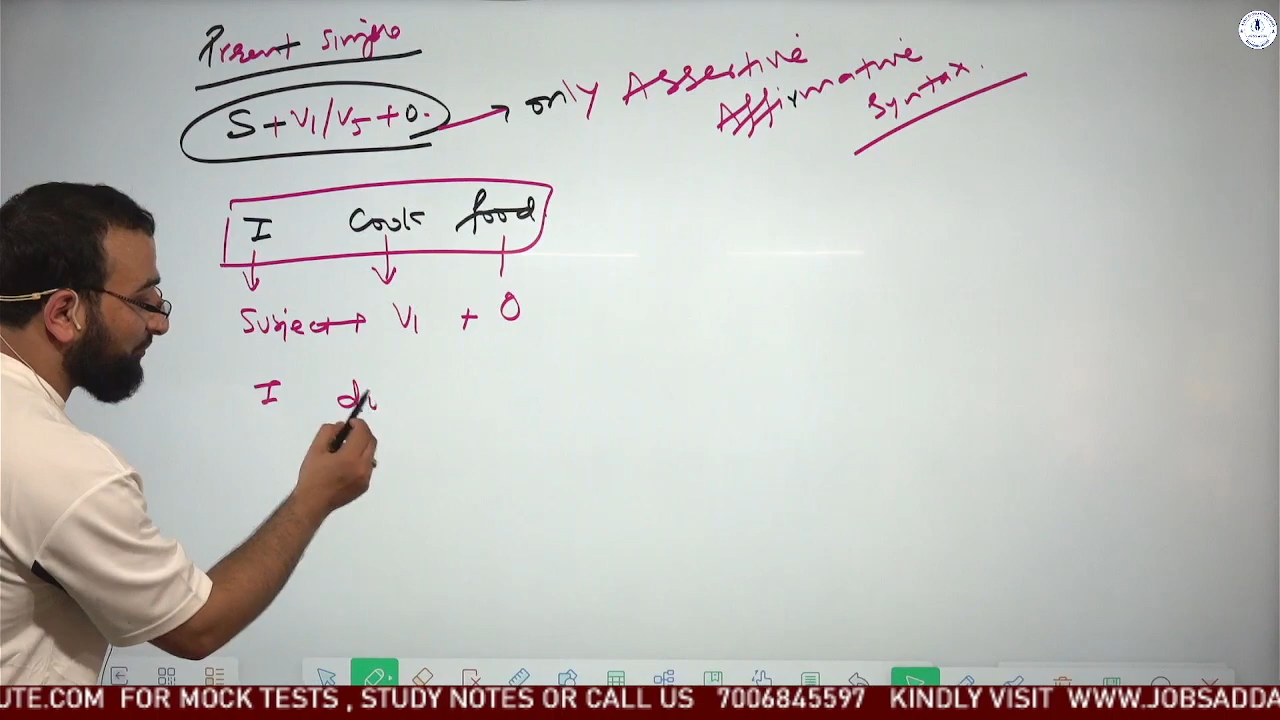 Present Simple
S + V1/V5 + O. → only Assertive
Affirmative
Syntax.
I Cook food
Subject → V1 + O
I di
UTE.COM FOR MOCK TESTS , STUDY NOTES OR CALL US 7006845597 KINDLY VISIT WWW.JOBSADDA